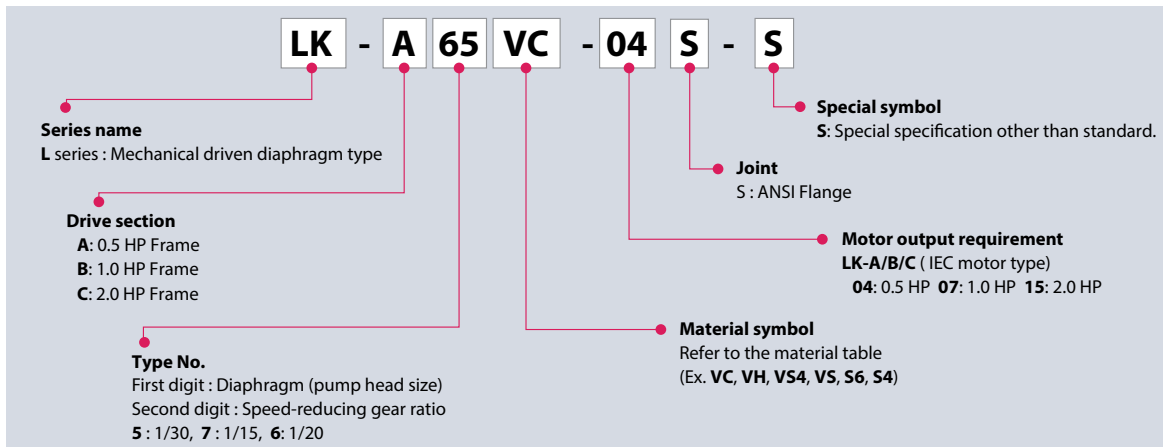 LK - A 65 VC - 04 S - S
Special symbol
S: Special specification other than standard.
Series name
L series : Mechanical driven diaphragm type
Joint
S : ANSI Flange
Drive section
A: 0.5 HP Frame
B: 1.0 HP Frame
C: 2.0 HP Frame
Motor output requirement
LK-A/B/C ( IEC motor type)
04: 0.5 HP 07: 1.0 HP 15: 2.0 HP
Material symbol
Refer to the material table
(Ex. VC, VH, VS4, VS, S6, S4)
Type No.
First digit : Diaphragm (pump head size)
Second digit : Speed-reducing gear ratio
5 : 1/30, 7 : 1/15, 6: 1/20